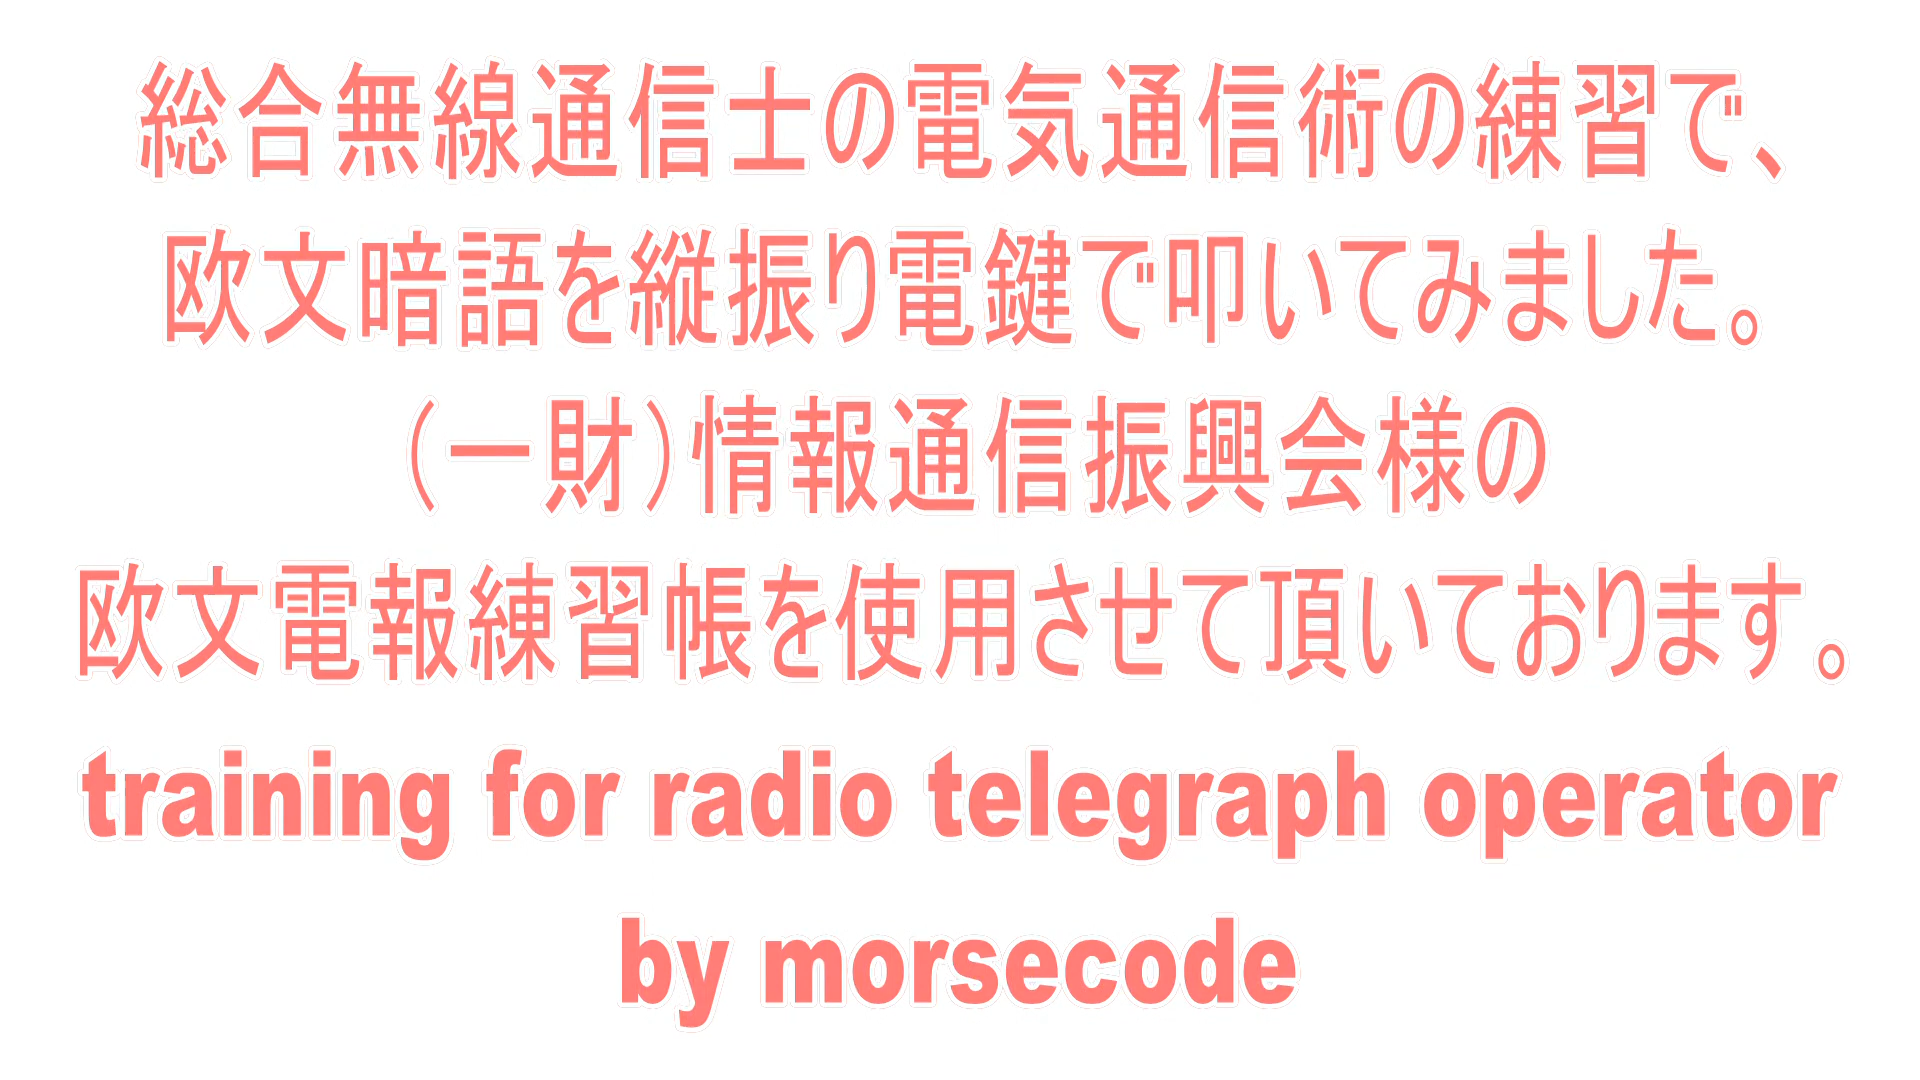 総合無線通信士の電気通信術の練習で、
欧文暗語を縦振り電鍵で叩いてみました。
（一財）情報通信振興会様の
欧文電報練習帳を使用させて頂いております。
training for radio telegraph operator
by morsecode